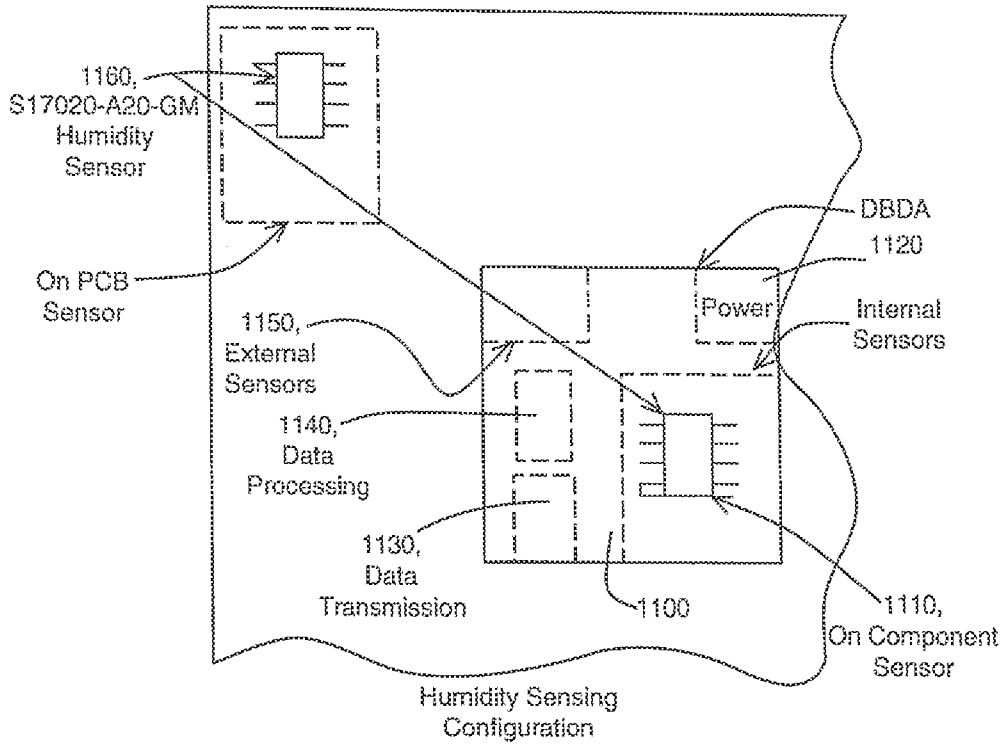 1160,
S17020-A20-GM
Humidity
Sensor
On PCB
Sensor
1150,
External
Sensors
1140,
Data
Processing
1130,
Data
Transmission
DBDA
1120
Power
Internal
Sensors
1100
1110,
On Component
Sensor
Humidity Sensing
Configuration